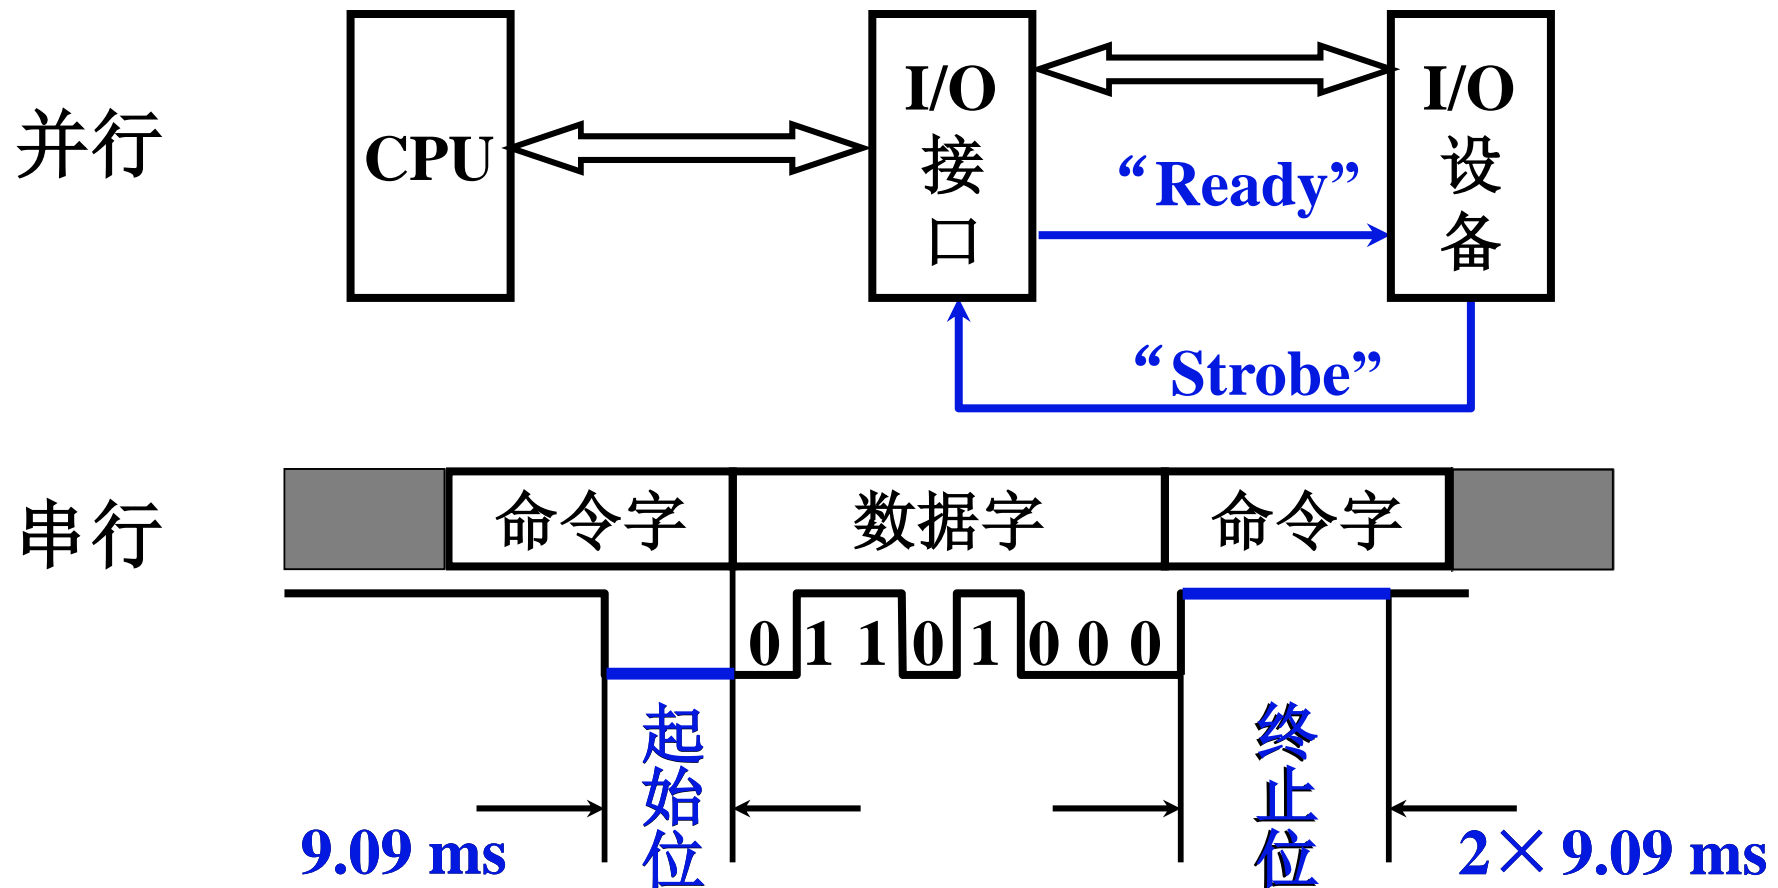 并行
CPU
I/O
接
口
I/O
设
备
“Ready”
“Strobe”
串行
命令字
数据字
命令字
0 1 1 0 1 0 0 0
起
始
位
终
止
位
9.09 ms
2× 9.09 ms